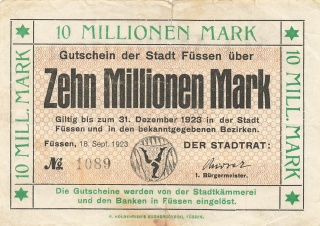 10 MILLIONEN MARK
10 MILL. MARK
Gutschein der Stadt Füssen über
Zehn Millionen Mark
Giltig bis zum 31. Dezember 1923 in der Stadt
Füssen und in den bekanntgegebenen Bezirken.
Füssen, 18. Sept. 1923
DER STADTRAT:
№ 1089
1. Bürgermeister.
10 MILL. MARK
Die Gutscheine werden von der Stadtkämmerei
und den Banken in Füssen eingelöst.